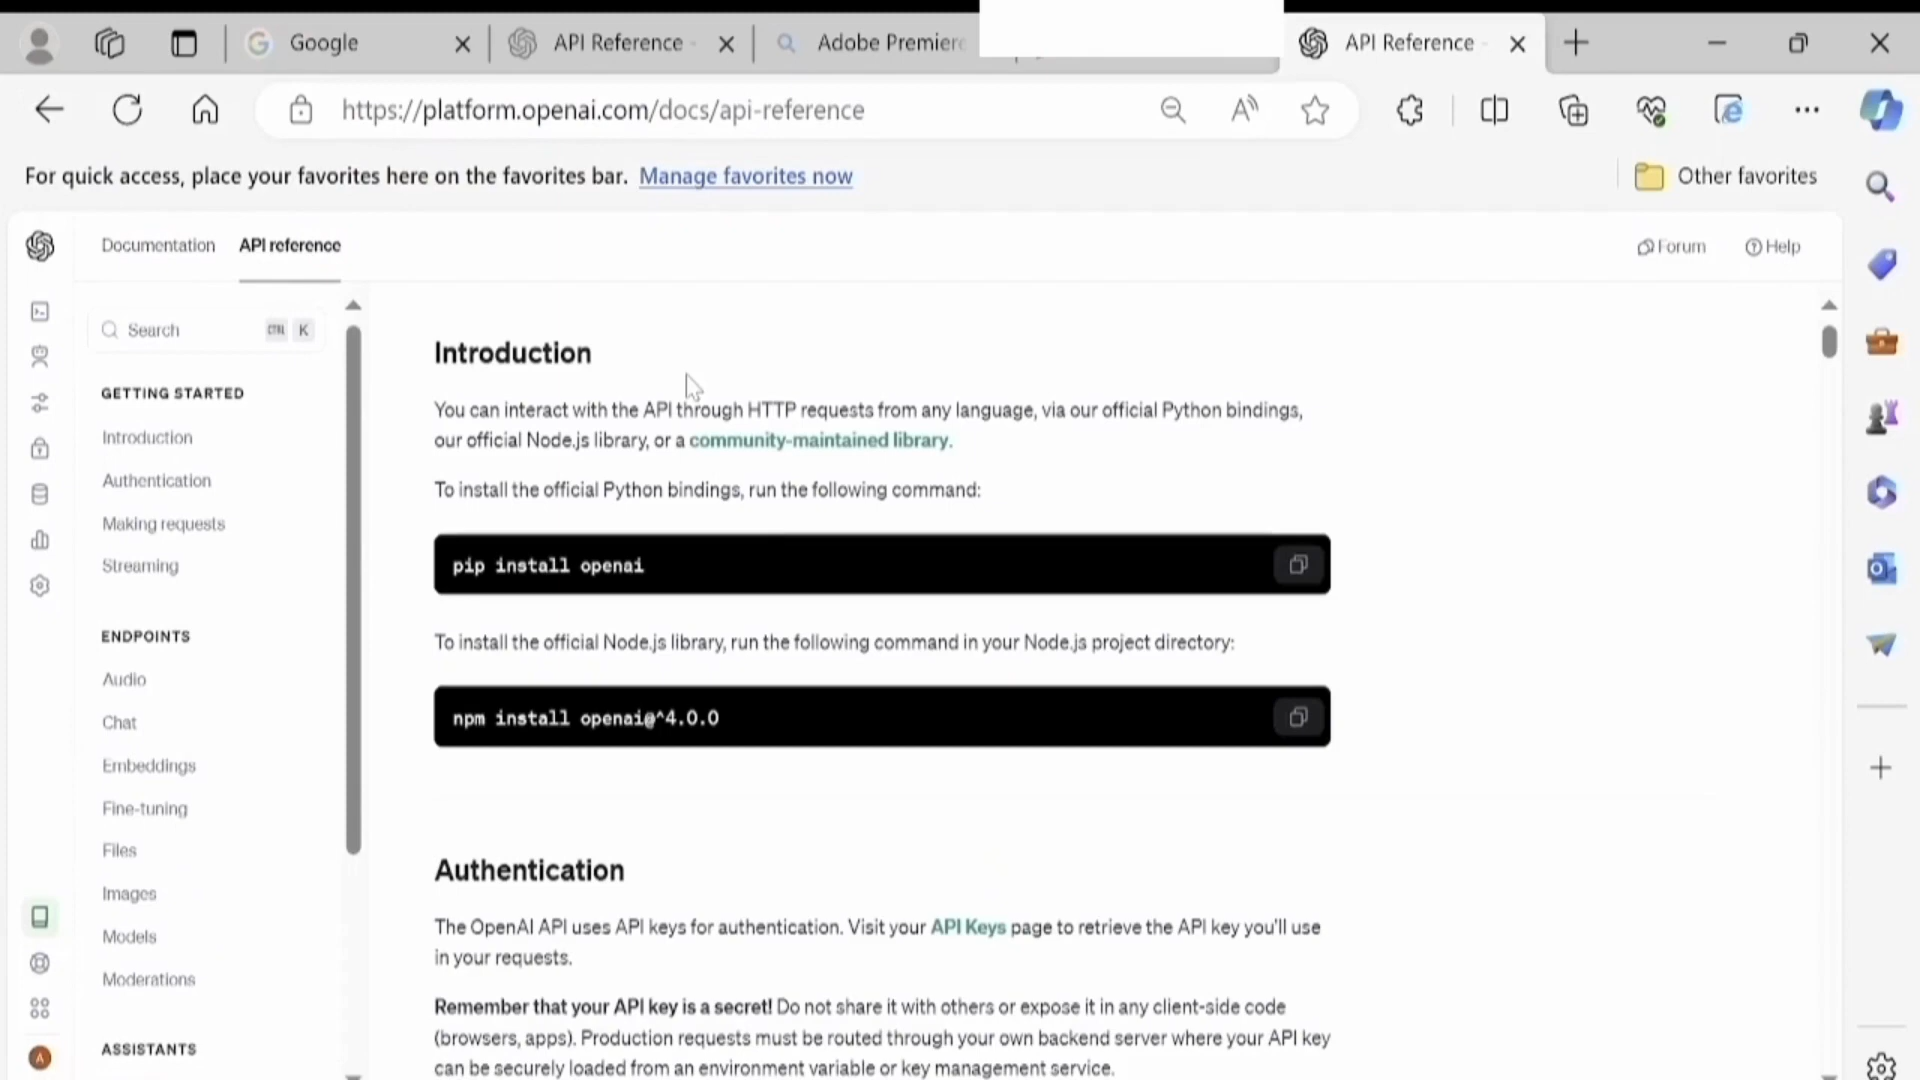 Google
API Reference
Adobe Premiere
API Reference
https://platform.openai.com/docs/api-reference
For quick access, place your favorites here on the favorites bar. Manage favorites now
Other favorites
Documentation
API reference
Forum
Help
Search
CTRL K
GETTING STARTED
Introduction
Authentication
Making requests
Streaming
ENDPOINTS
Audio
Chat
Embeddings
Fine-tuning
Files
Images
Models
Moderations
ASSISTANTS
A
Introduction
You can interact with the API through HTTP requests from any language, via our official Python bindings,
our official Node.js library, or a community-maintained library.
To install the official Python bindings, run the following command:
pip install openai
To install the official Node.js library, run the following command in your Node.js project directory:
npm install openai@^4.0.0
Authentication
The OpenAI API uses API keys for authentication. Visit your API Keys page to retrieve the API key you'll use
in your requests.
Remember that your API key is a secret! Do not share it with others or expose it in any client-side code
(browsers, apps). Production requests must be routed through your own backend server where your API key
can be securely loaded from an environment variable or key management service.